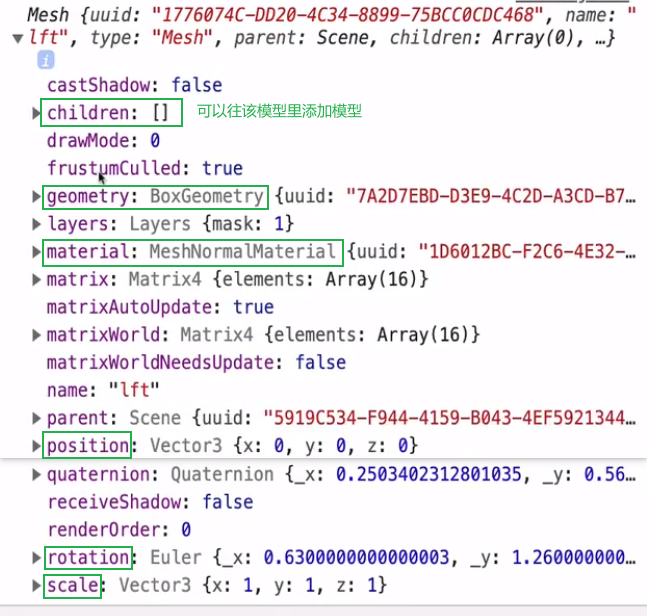 Mesh {uuid: "1776074C-DD20-4C34-8899-75BCC0CDC468", name: "
lft", type: "Mesh", parent: Scene, children: Array(0), …}
i
castShadow: false
children: [] 可以往该模型里添加模型
drawMode: 0
frustumCulled: true
geometry: BoxGeometry {uuid: "7A2D7EBD-D3E9-4C2D-A3CD-B7…
layers: Layers {mask: 1}
material: MeshNormalMaterial {uuid: "1D6012BC-F2C6-4E32-…
matrix: Matrix4 {elements: Array(16)}
matrixAutoUpdate: true
matrixWorld: Matrix4 {elements: Array(16)}
matrixWorldNeedsUpdate: false
name: "lft"
parent: Scene {uuid: "5919C534-F944-4159-B043-4EF5921344…
position: Vector3 {x: 0, y: 0, z: 0}
quaternion: Quaternion {_x: 0.2503402312801035, _y: 0.56…
receiveShadow: false
renderOrder: 0
rotation: Euler {_x: 0.6300000000000003, _y: 1.260000000…
scale: Vector3 {x: 1, y: 1, z: 1}